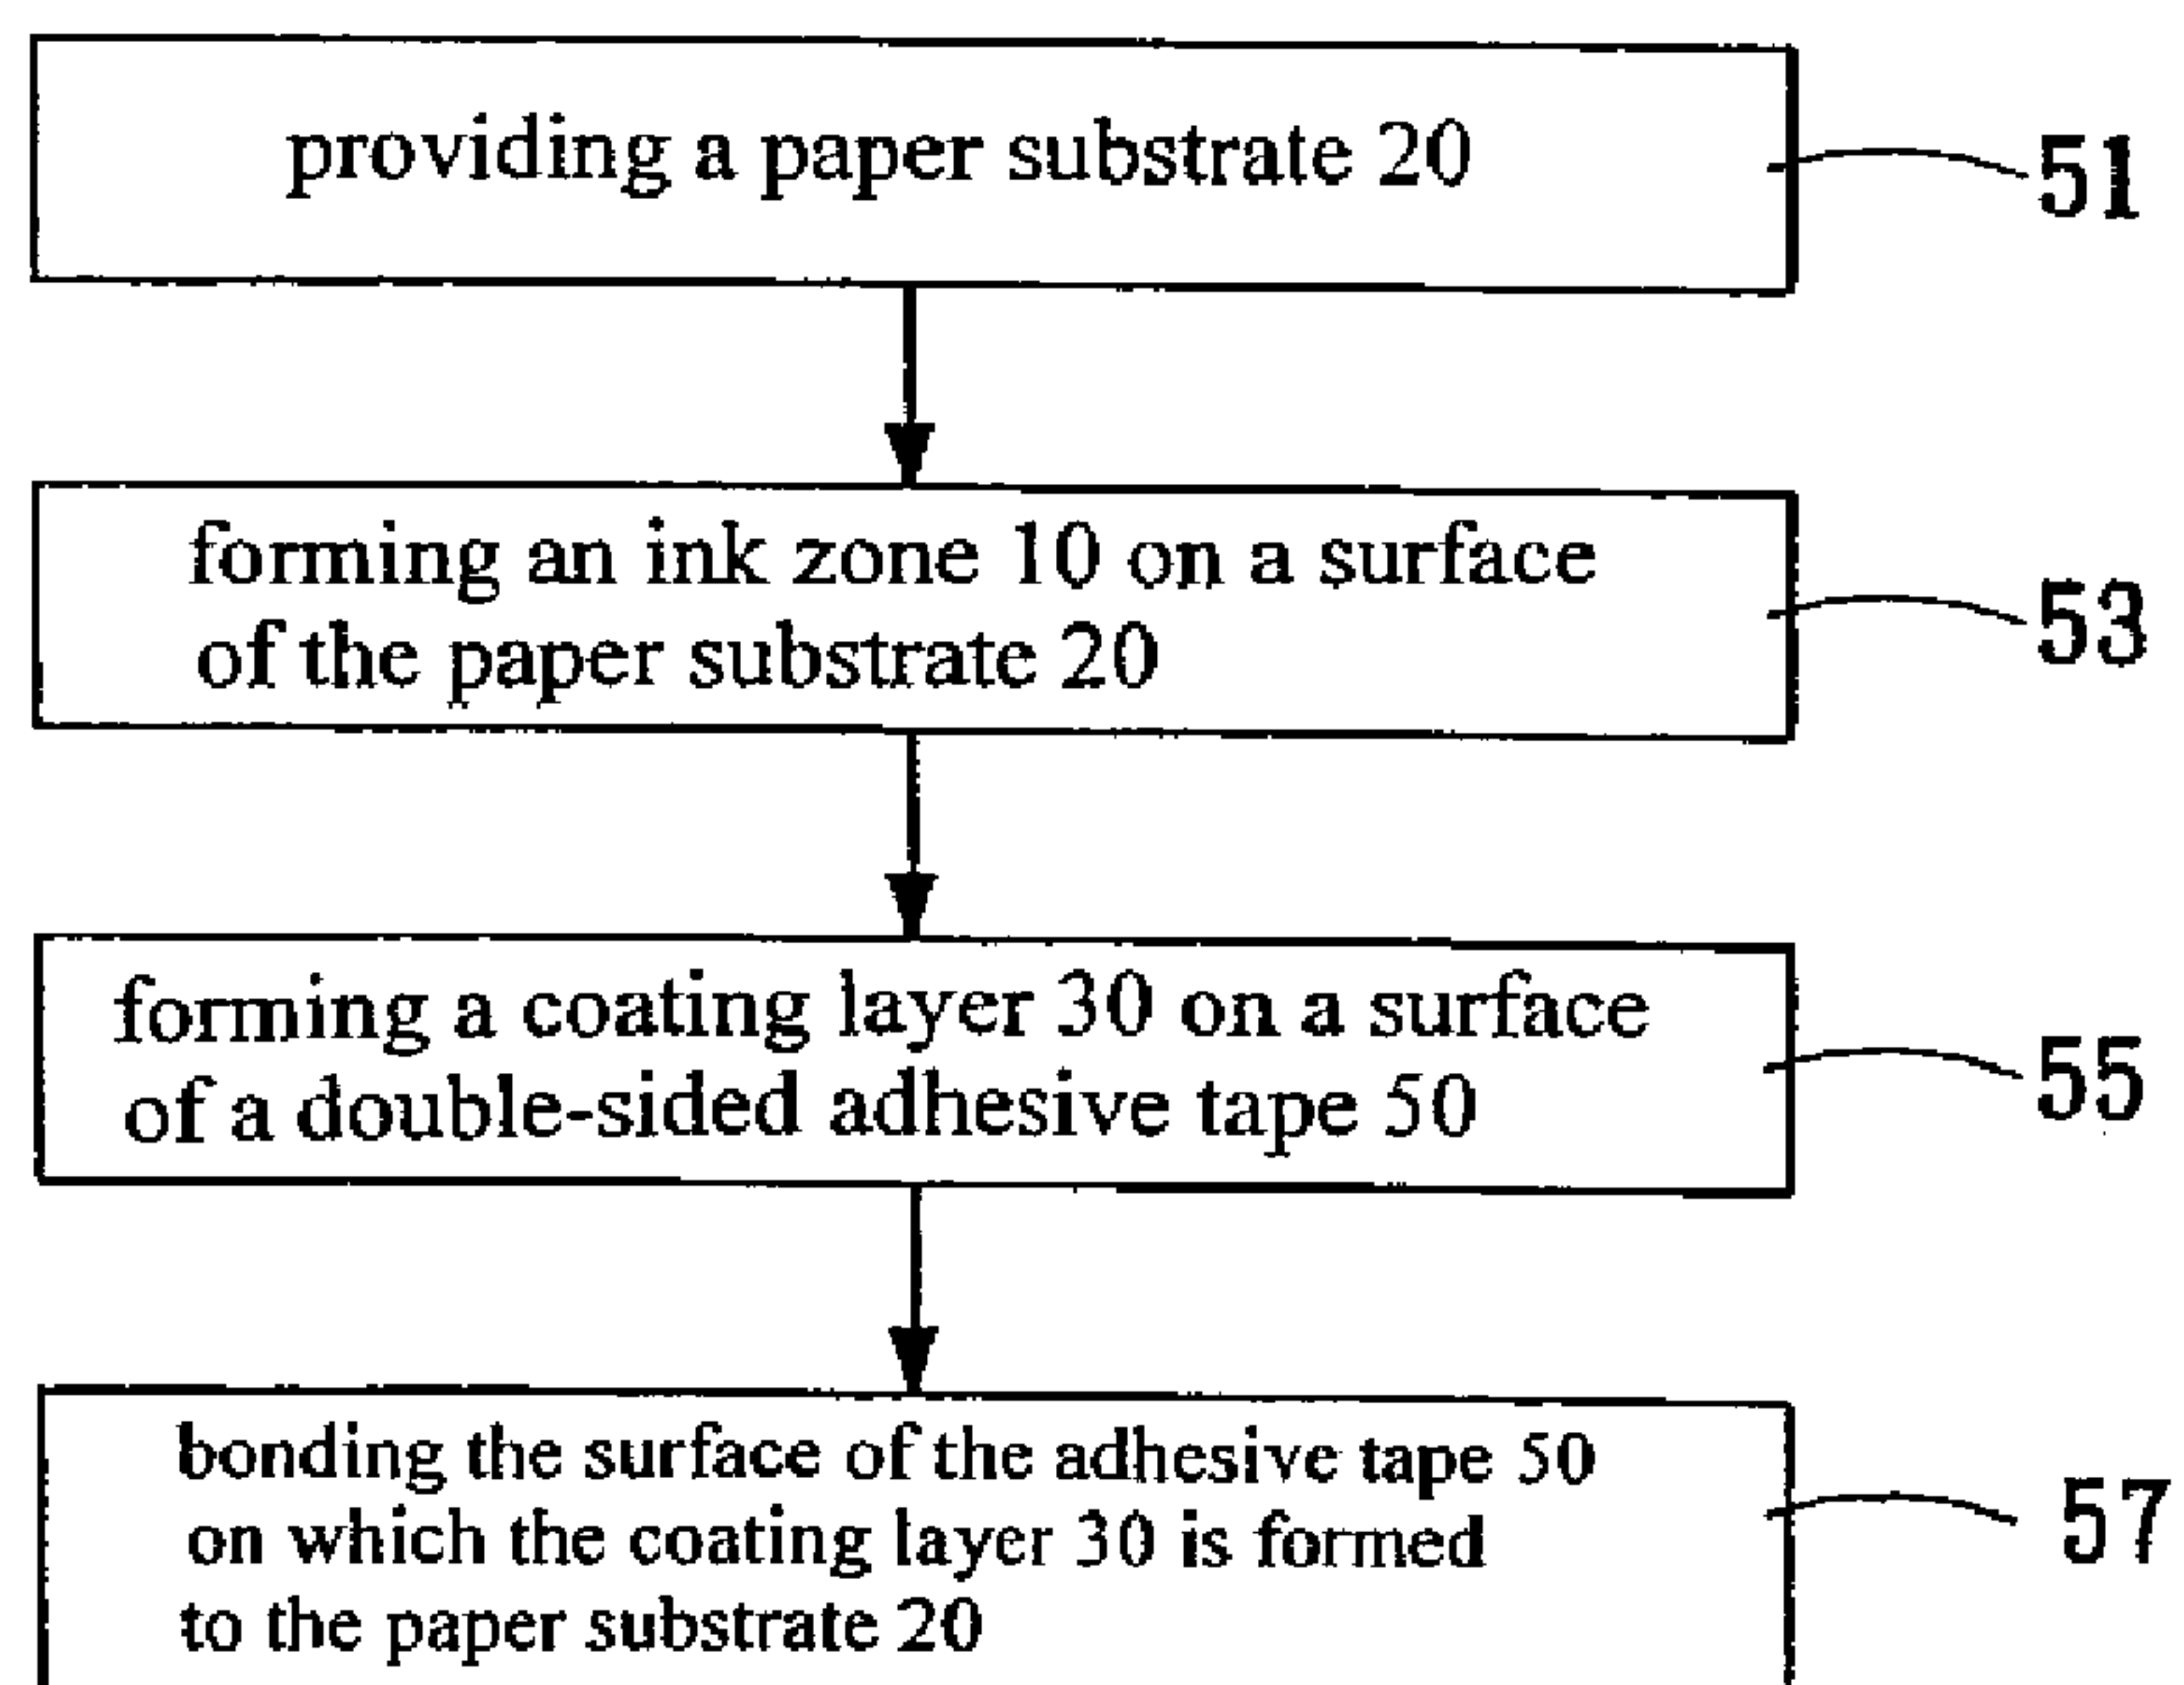 providing a paper substrate 20
51
forming an ink zone 10 on a surface
of the paper substrate 20
53
forming a coating layer 30 on a surface
of a double-sided adhesive tape 50
55
bonding the surface of the adhesive tape 50
on which the coating layer 30 is formed
to the paper substrate 20
57